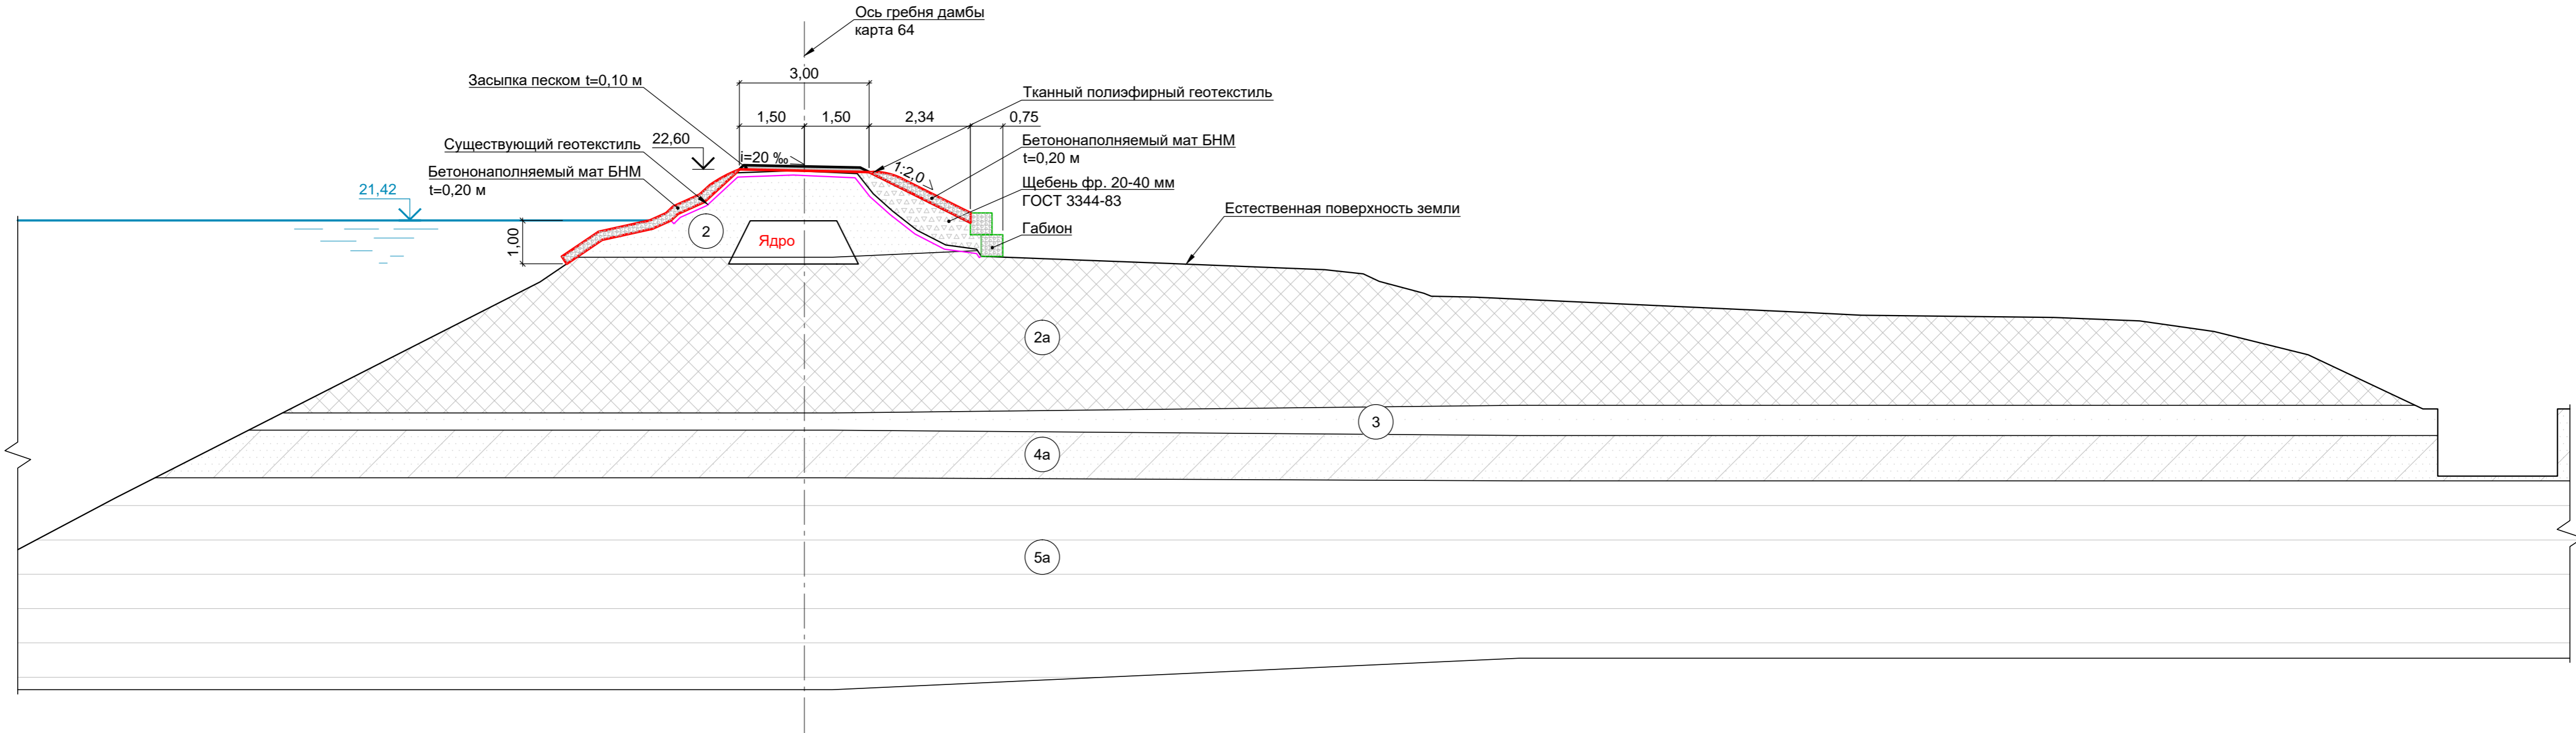 Ось гребня дамбы
карта 64
3,00
Засыпка песком t=0,10 м
Тканный полиэфирный геотекстиль
1,50
1,50
2,34
0,75
22,60
Существующий геотекстиль
Бетононаполняемый мат БНМ
t=0,20 м
i=20 ‰
1:2,0
Бетононаполняемый мат БНМ
t=0,20 м
Щебень фр. 20-40 мм
ГОСТ 3344-83
21,42
Естественная поверхность земли
Габион
1,00
2
Ядро
2а
3
4а
5а